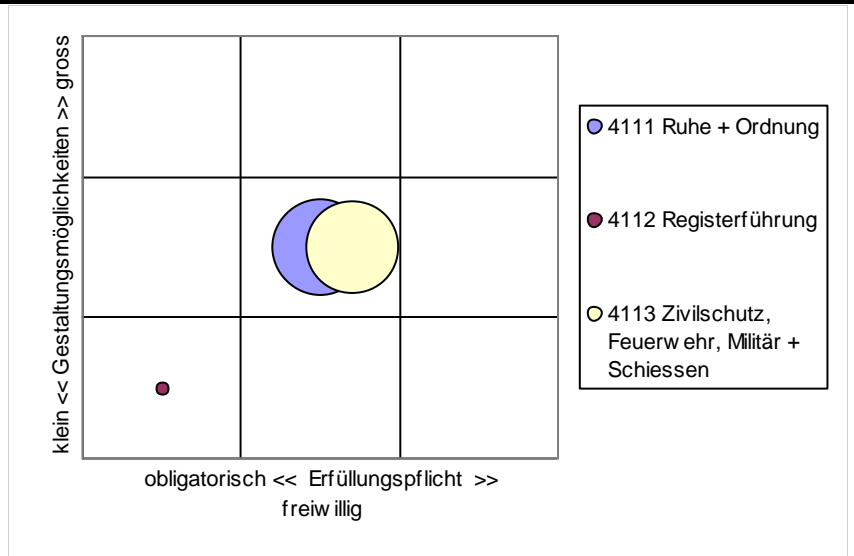 klein << Gestaltungsmöglichkeiten >> gross
4111 Ruhe + Ordnung
4112 Registerführung
4113 Zivilschutz,
Feuerwehr, Militär +
Schiessen
obligatorisch << Erfüllungspflicht >>
freiwillig